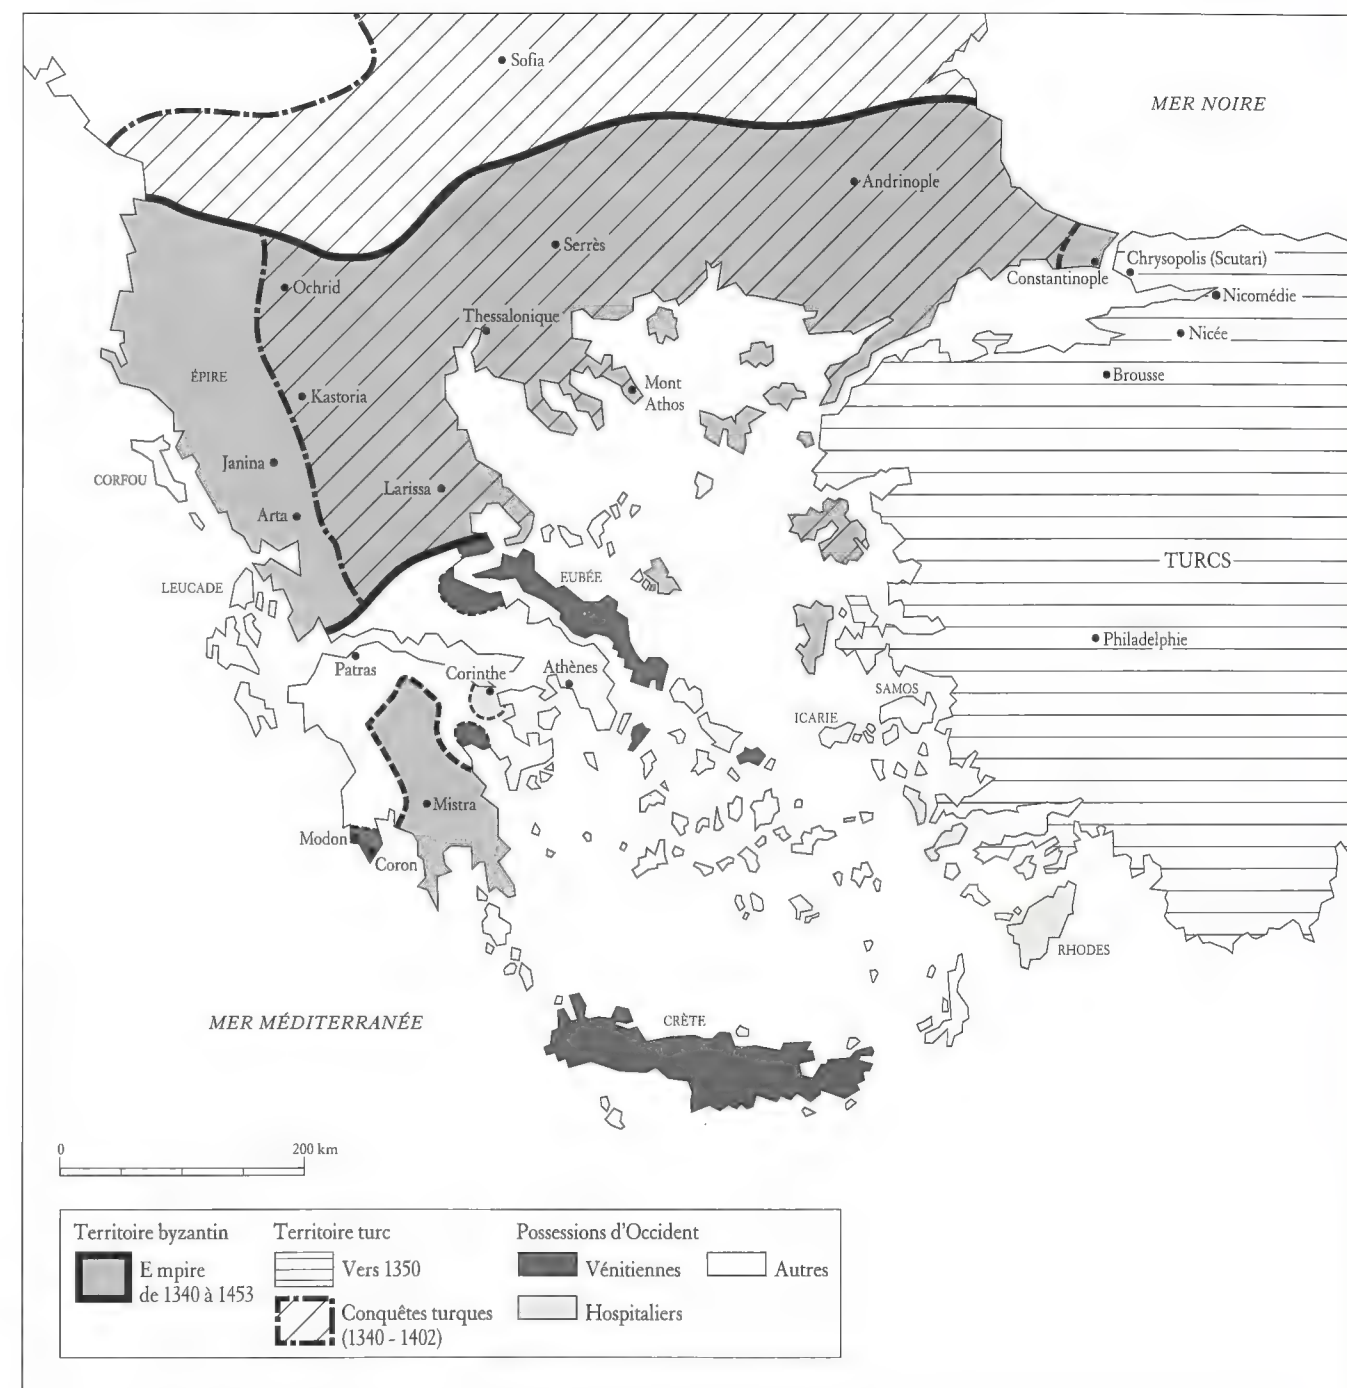 Sofia
MER NOIRE
Andrinople
Serrès
Constantinople
Chrysopolis (Scutari)
Ochrid
Nicomédie
Thessalonique
Nicée
ÉPIRE
Brousse
Mont
Athos
Kastoria
Janina
CORFOU
Larissa
Arta
TURCS
EUBÉE
LEUCADE
Philadelphie
Patras
Corinthe
Athènes
SAMOS
ICARIE
Mistra
Modon
Coron
RHODES
MER MÉDITERRANÉE
CRÈTE
0
200 km
Territoire byzantin
Empire
de 1340 à 1453
Territoire turc
Vers 1350
Conquêtes turques
(1340 - 1402)
Possessions d'Occident
Vénitiennes
Autres
Hospitaliers